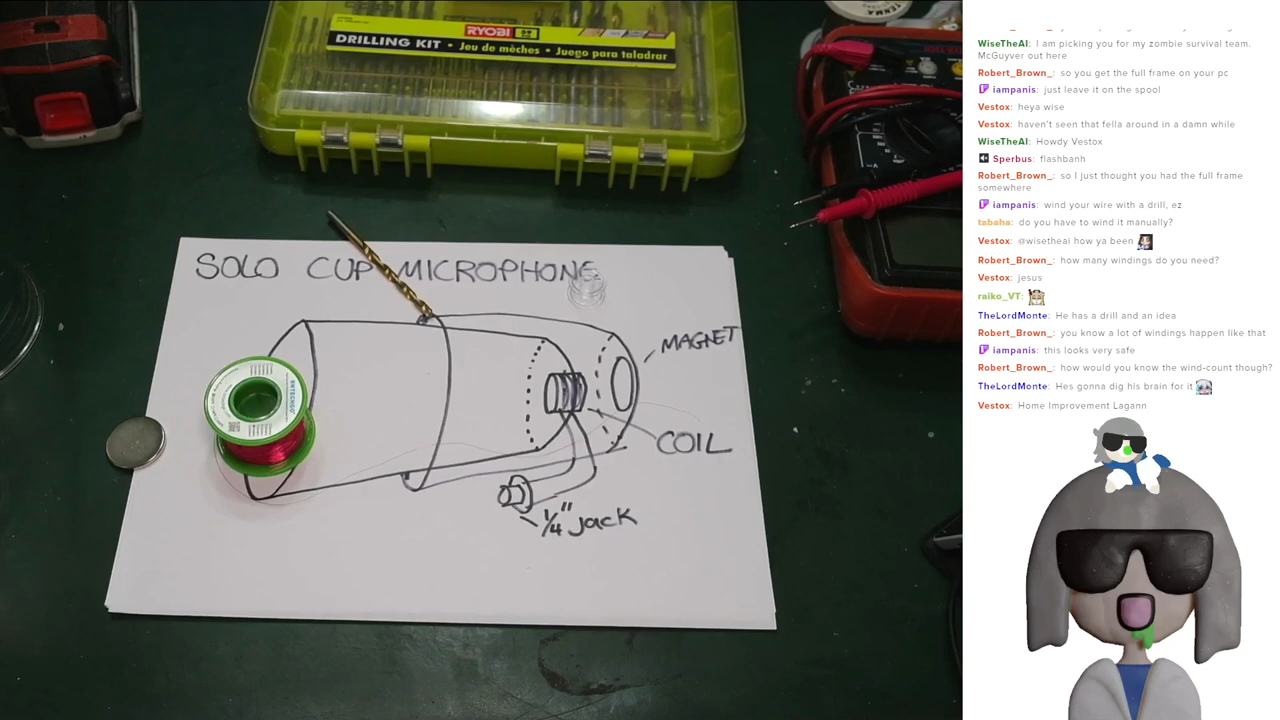 RYOBI
DRILLING KIT • Jeu de mèches • Juego para taladrar
TENMA
SOLO CUP MICROPHONE
MAGNET
COIL
1/4" Jack
WiseTheAI: I am picking you for my zombie survival team.
McGuyver out here
Robert_Brown_: so you get the full frame on your pc
iampanis: just leave it on the spool
Vestox: heya wise
Vestox: haven't seen that fella around in a damn while
WiseTheAI: Howdy Vestox
Sperbus: flashbanh
Robert_Brown_: so I just thought you had the full frame
somewhere
iampanis: wind your wire with a drill, ez
tabaha: do you have to wind it manually?
Vestox: @wisetheai how ya been
Robert_Brown_: how many windings do you need?
Vestox: jesus
raiko_VT:
TheLordMonte: He has a drill and an idea
Robert_Brown_: you know a lot of windings happen like that
iampanis: this looks very safe
Robert_Brown_: how would you know the wind-count though?
TheLordMonte: Hes gonna dig his brain for it
Vestox: Home Improvement Lagann